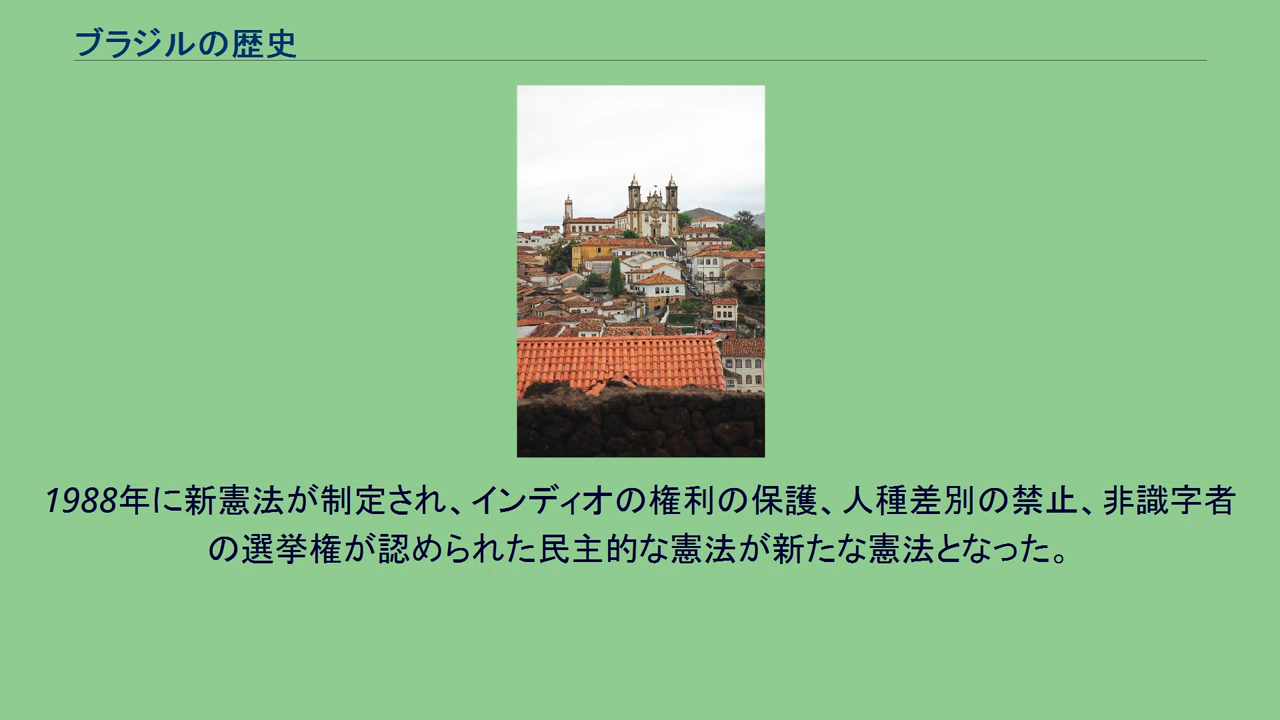 ブラジルの歴史
1988年に新憲法が制定され、インディオの権利の保護、人種差別の禁止、非識字者
の選挙権が認められた民主的な憲法が新たな憲法となった。